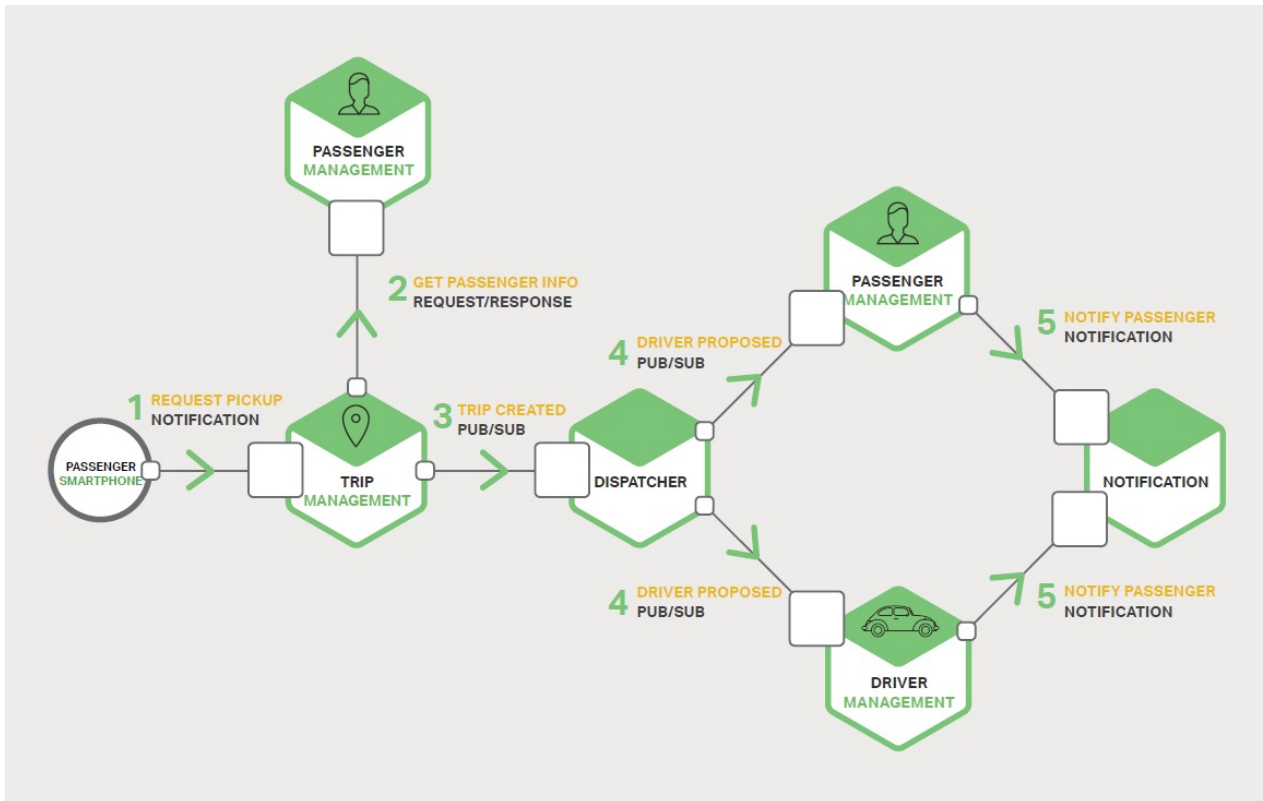 PASSENGER
MANAGEMENT
2 GET PASSENGER INFO
REQUEST/RESPONSE
1 REQUEST PICKUP
NOTIFICATION
PASSENGER
SMARTPHONE
TRIP
MANAGEMENT
3 TRIP CREATED
PUB/SUB
DISPATCHER
4 DRIVER PROPOSED
PUB/SUB
PASSENGER
MANAGEMENT
5 NOTIFY PASSENGER
NOTIFICATION
4 DRIVER PROPOSED
PUB/SUB
DRIVER
MANAGEMENT
5 NOTIFY PASSENGER
NOTIFICATION
NOTIFICATION